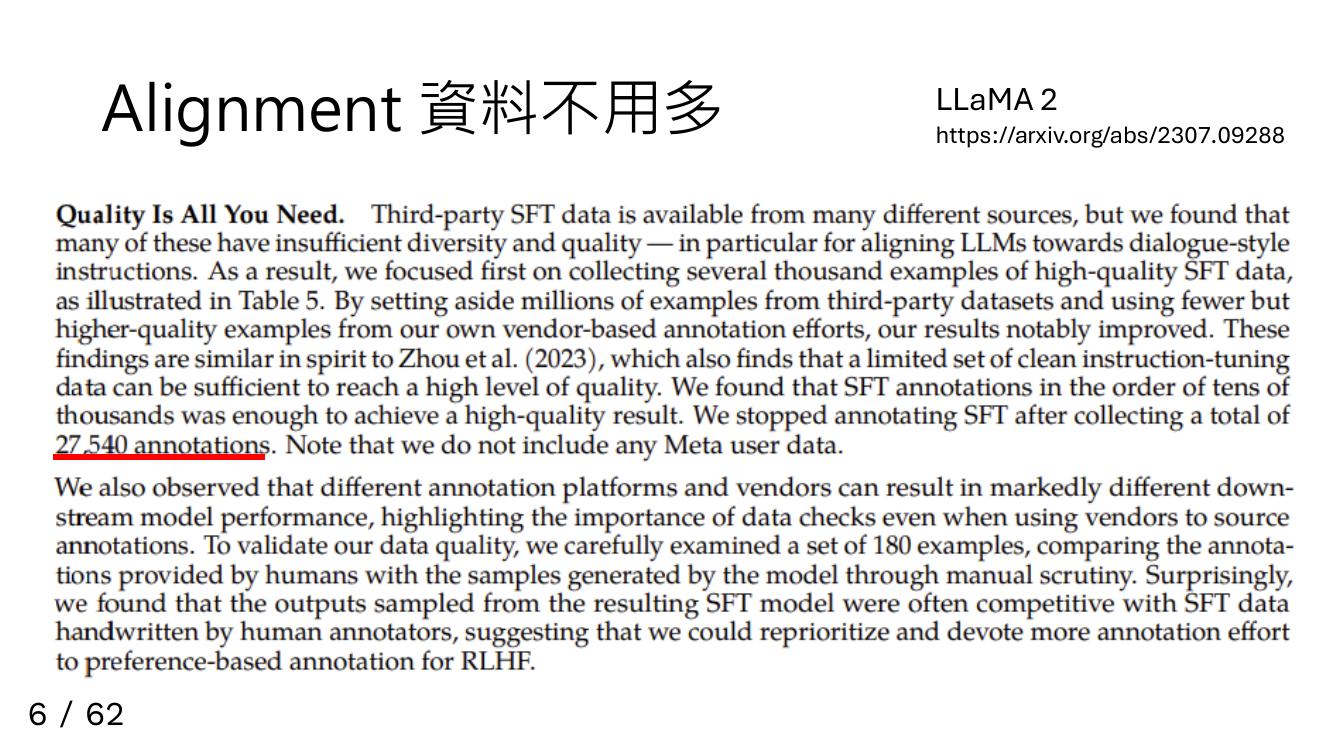 Alignment 資料不用多
LLaMA 2
https://arxiv.org/abs/2307.09288
Quality Is All You Need. Third-party SFT data is available from many different sources, but we found that
many of these have insufficient diversity and quality — in particular for aligning LLMs towards dialogue-style
instructions. As a result, we focused first on collecting several thousand examples of high-quality SFT data,
as illustrated in Table 5. By setting aside millions of examples from third-party datasets and using fewer but
higher-quality examples from our own vendor-based annotation efforts, our results notably improved. These
findings are similar in spirit to Zhou et al. (2023), which also finds that a limited set of clean instruction-tuning
data can be sufficient to reach a high level of quality. We found that SFT annotations in the order of tens of
thousands was enough to achieve a high-quality result. We stopped annotating SFT after collecting a total of
27,540 annotations. Note that we do not include any Meta user data.
We also observed that different annotation platforms and vendors can result in markedly different down-
stream model performance, highlighting the importance of data checks even when using vendors to source
annotations. To validate our data quality, we carefully examined a set of 180 examples, comparing the annota-
tions provided by humans with the samples generated by the model through manual scrutiny. Surprisingly,
we found that the outputs sampled from the resulting SFT model were often competitive with SFT data
handwritten by human annotators, suggesting that we could reprioritize and devote more annotation effort
to preference-based annotation for RLHF.
6 / 62